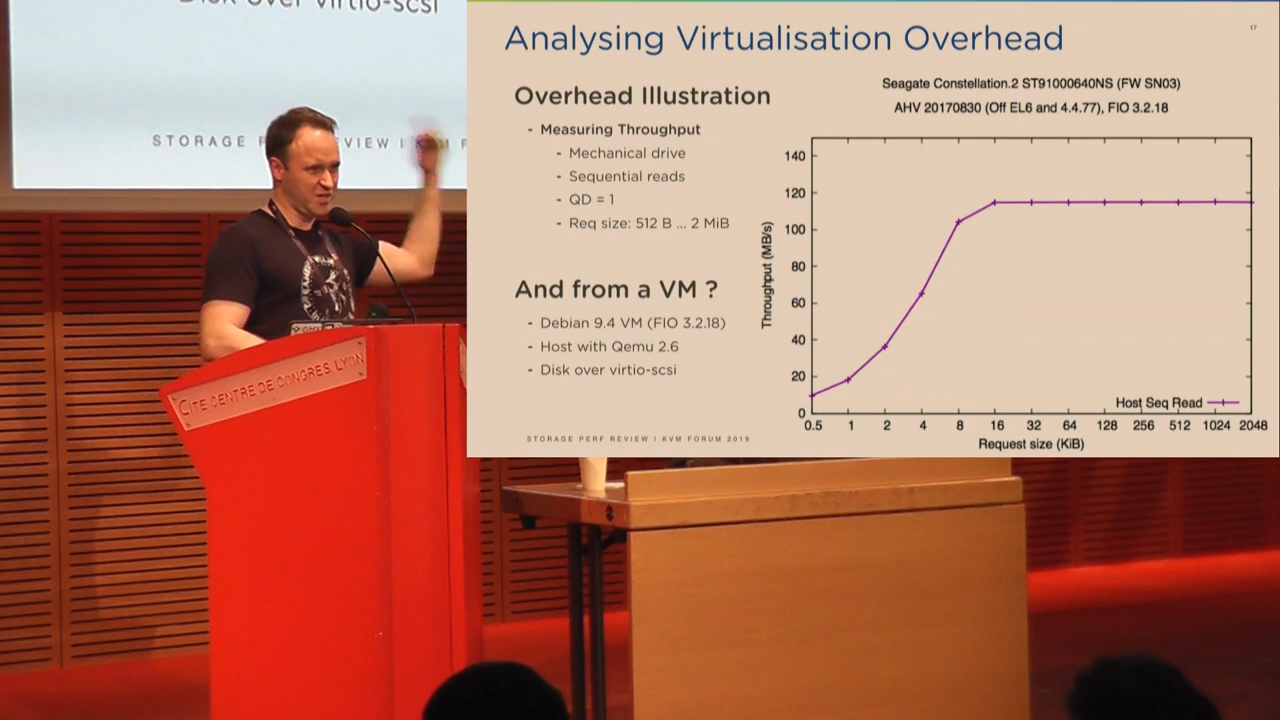 Disk over virtio-scsi
STORAGE
VIEW |
CITE CENTRE DE CONGRES LYON
Analysing Virtualisation Overhead
17
Overhead Illustration
- Measuring Throughput
- Mechanical drive
- Sequential reads
- QD = 1
- Req size: 512 B ... 2 MiB
And from a VM ?
- Debian 9.4 VM (FIO 3.2.18)
- Host with Qemu 2.6
- Disk over virtio-scsi
STORAGE PERF REVIEW | KVM FORUM 2019
Seagate Constellation.2 ST91000640NS (FW SN03)
AHV 20170830 (Off EL6 and 4.4.77), FIO 3.2.18
Throughput (MB/s)
140
120
100
80
60
40
20
0
Host Seq Read
0.5 1 2 4 8 16 32 64 128 256 512 1024 2048
Request size (KiB)